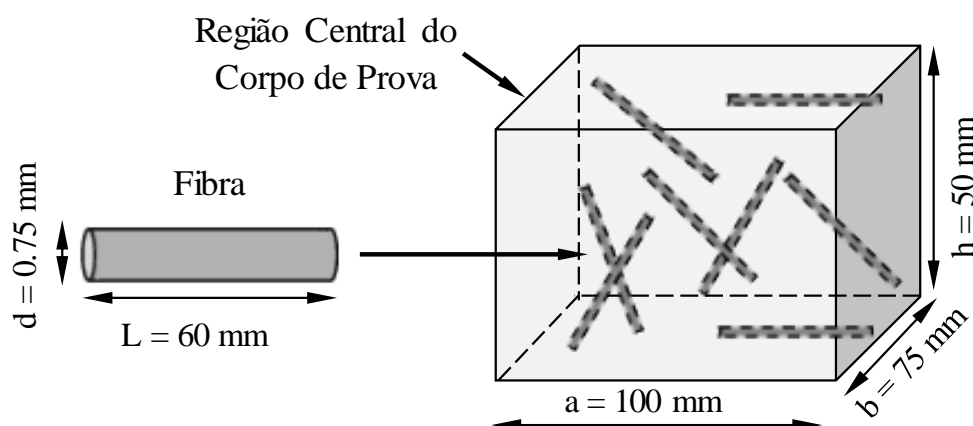 Região Central do
Corpo de Prova
Fibra
d = 0.75 mm
L = 60 mm
h = 50 mm
b = 75 mm
a = 100 mm